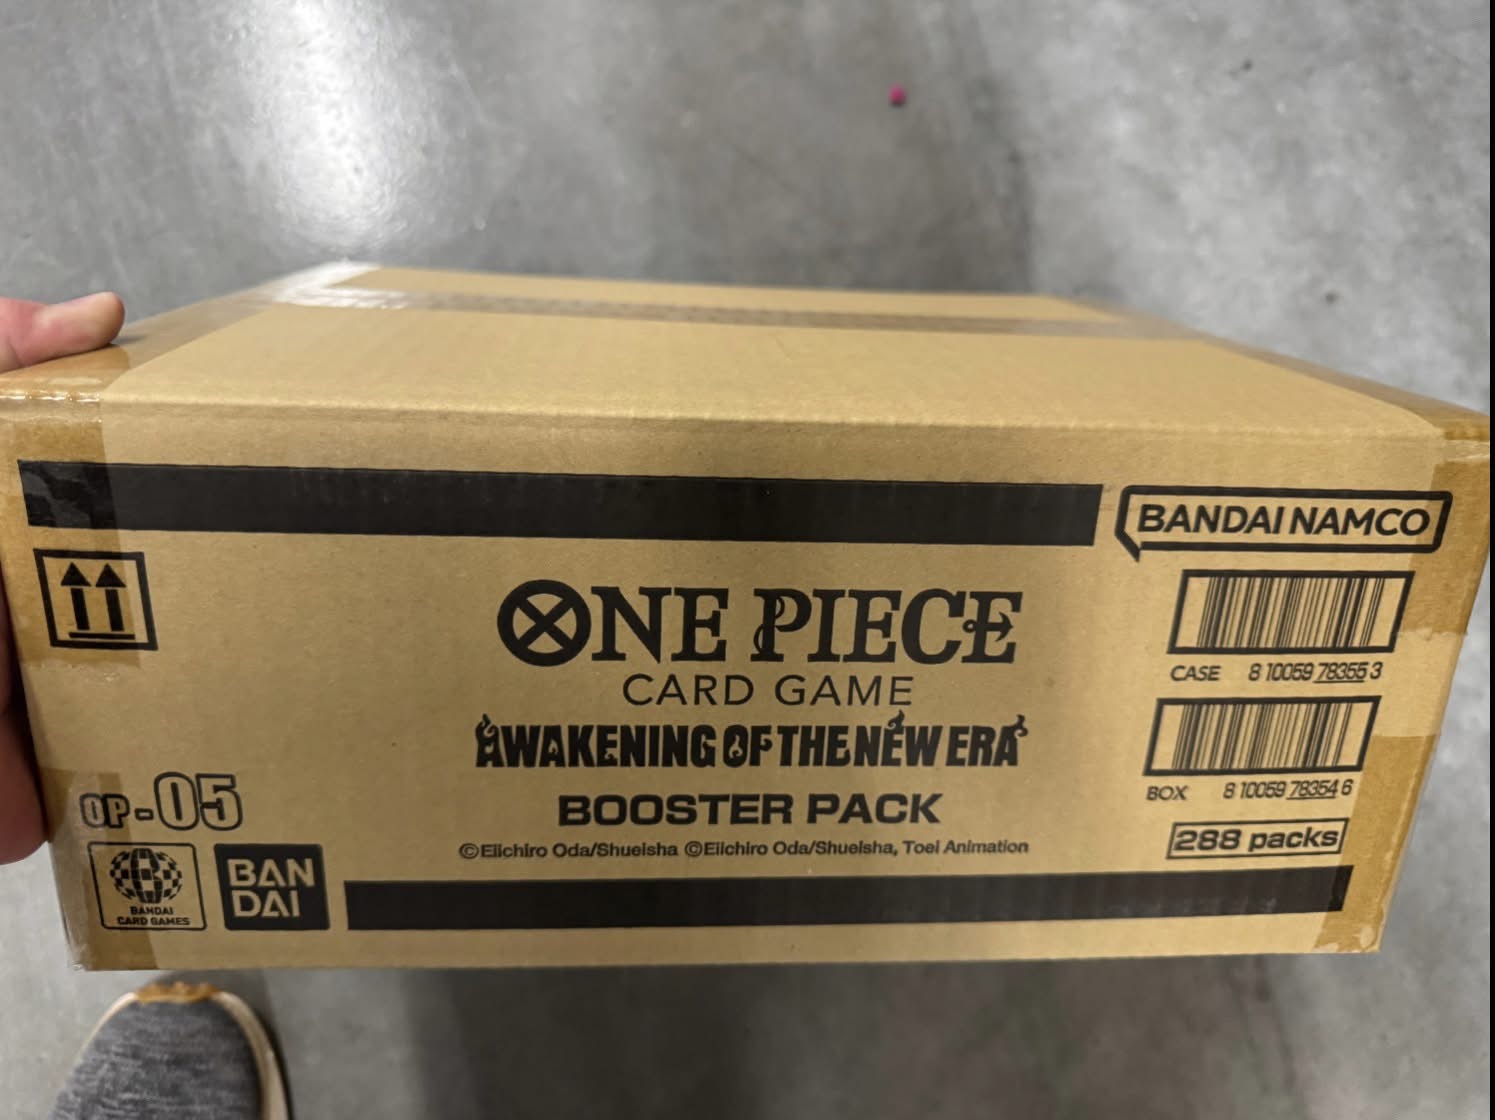 BANDAI NAMCO
ONE PIECE
CARD GAME
AWAKENING OF THE NEW ERA
BOOSTER PACK
©Eiichiro Oda/Shueisha ©Eiichiro Oda/Shueisha, Toei Animation
CASE 8 10059 78355 3
BOX 8 10059 78354 6
288 packs
OP-05
BANDAI
CARD GAMES
BAN
DAI